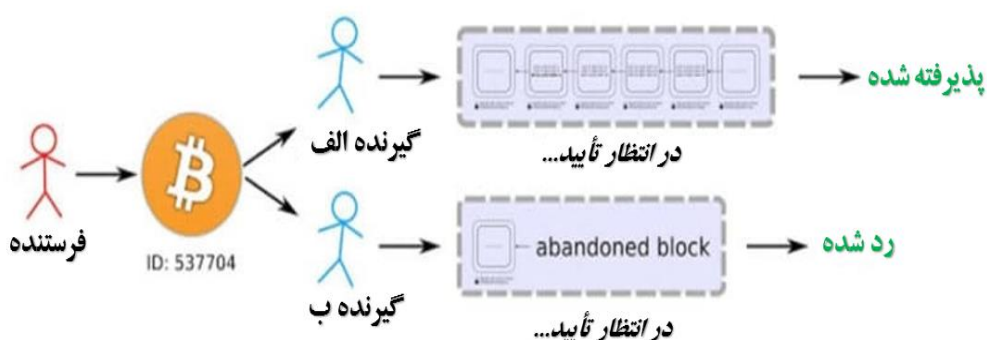 گیرنده الف
در انتظار تأیید...
پذیرفته شده
فرستنده
ID: 537704
گیرنده ب
abandoned block
در انتظار تأیید...
رد شده